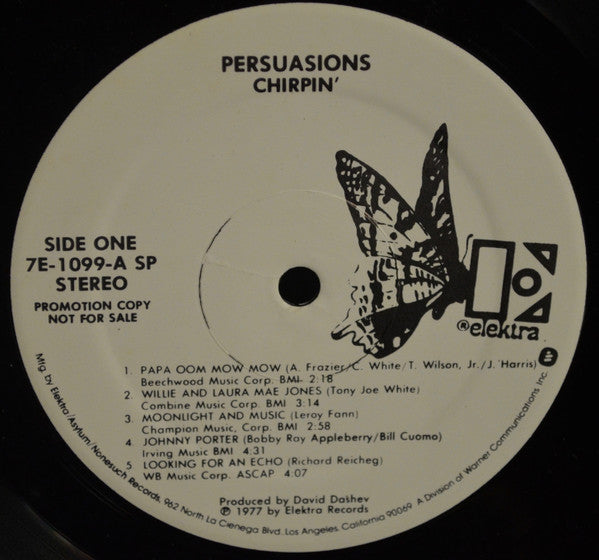 PERSUASIONS
CHIRPIN'
SIDE ONE
7E-1099-A SP
STEREO
PROMOTION COPY
NOT FOR SALE
® elektra
1. PAPA OOM MOW MOW (A. Frazier/C. White/T. Wilson, Jr./J. Harris)
Beechwood Music Corp. BMI- 2:18
2. WILLIE AND LAURA MAE JONES (Tony Joe White)
Combine Music Corp. BMI 3:14
3. MOONLIGHT AND MUSIC (Leroy Fann)
Champion Music, Corp. BMI 2:58
4. JOHNNY PORTER (Bobby Ray Appleberry/Bill Cuomo)
Irving Music BMI 4:31
5 LOOKING FOR AN ECHO (Richard Reicheg)
WB Music Corp. ASCAP 4:07
Produced by David Dashev
℗ 1977 by Elektra Records
Mfg. by Elektra/Asylum/Nonesuch Records, 962 North La Cienega Blvd. Los Angeles, California 90069 A Division of Warner Communications Inc.